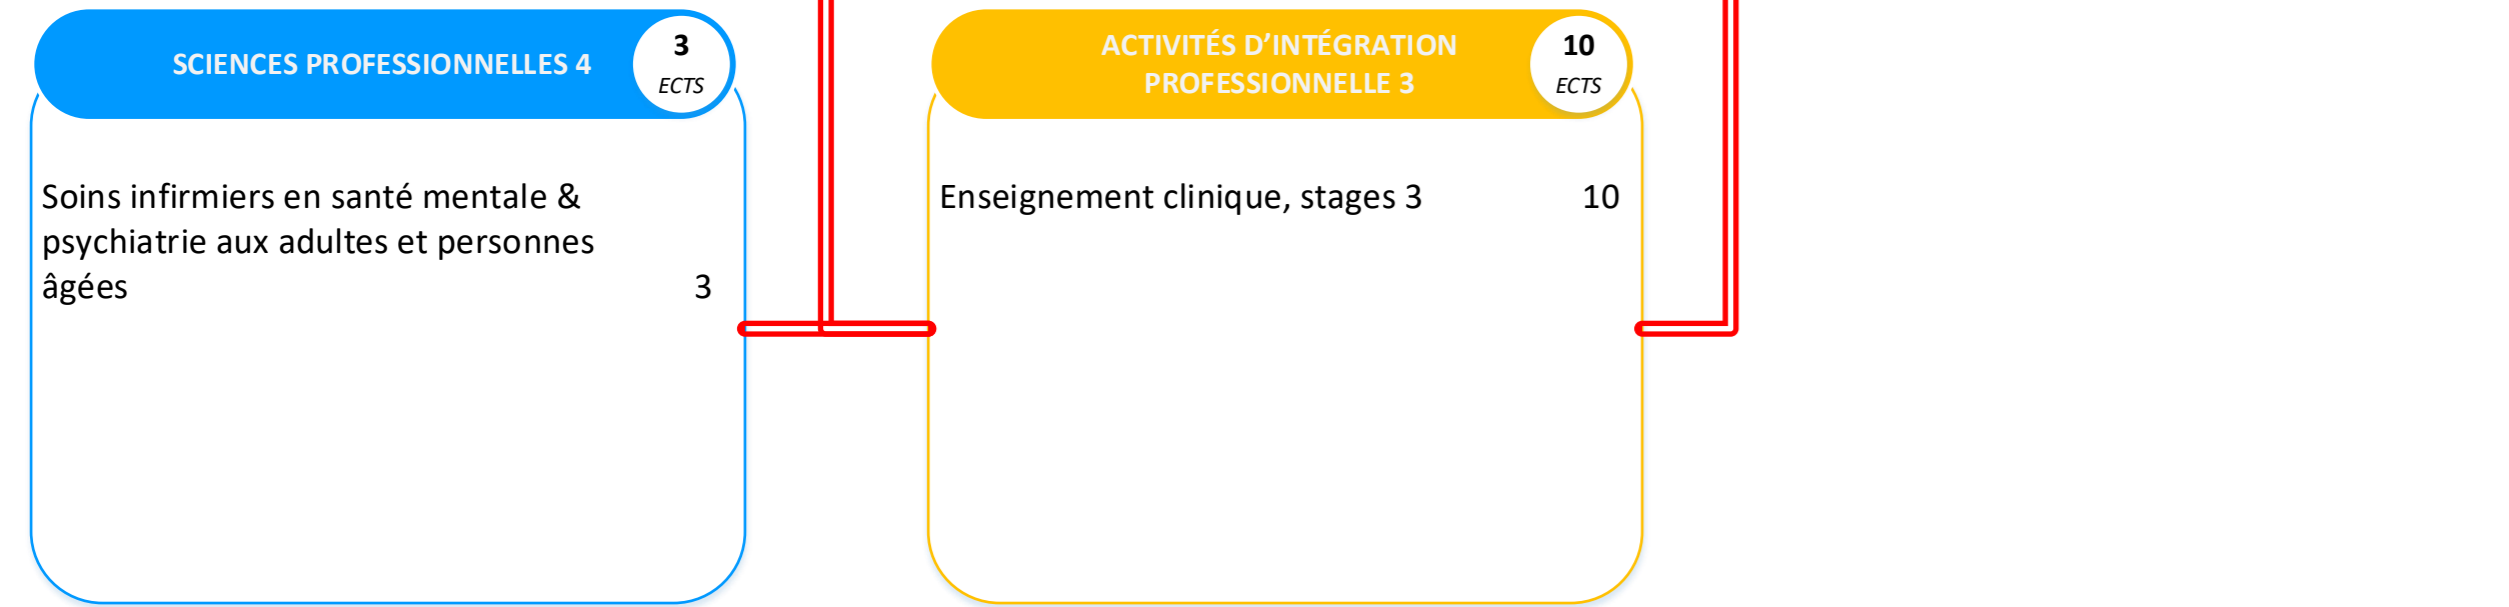 SCIENCES PROFESSIONNELLES 4
3
ECTS
Soins infirmiers en santé mentale &
psychiatrie aux adultes et personnes
âgées 3
ACTIVITÉS D’INTÉGRATION
PROFESSIONNELLE 3
10
ECTS
Enseignement clinique, stages 3 10